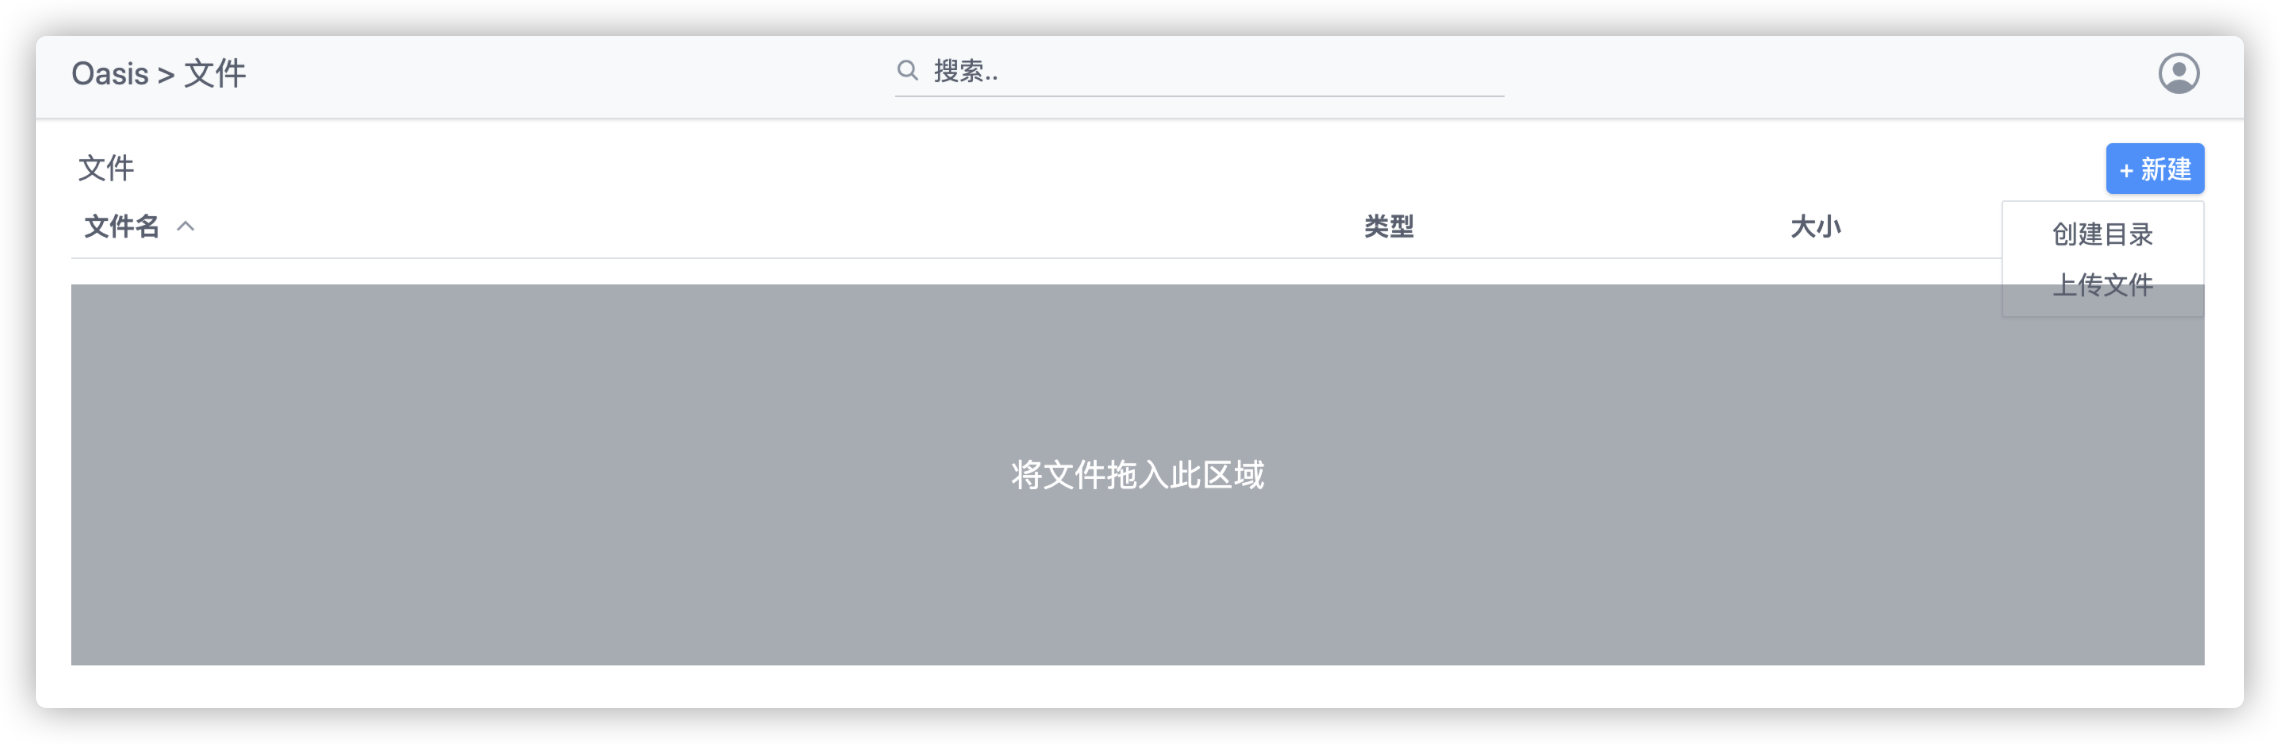 Oasis > 文件
搜索..
文件
+ 新建
文件名 类型 大小
创建目录
上传文件
将文件拖入此区域